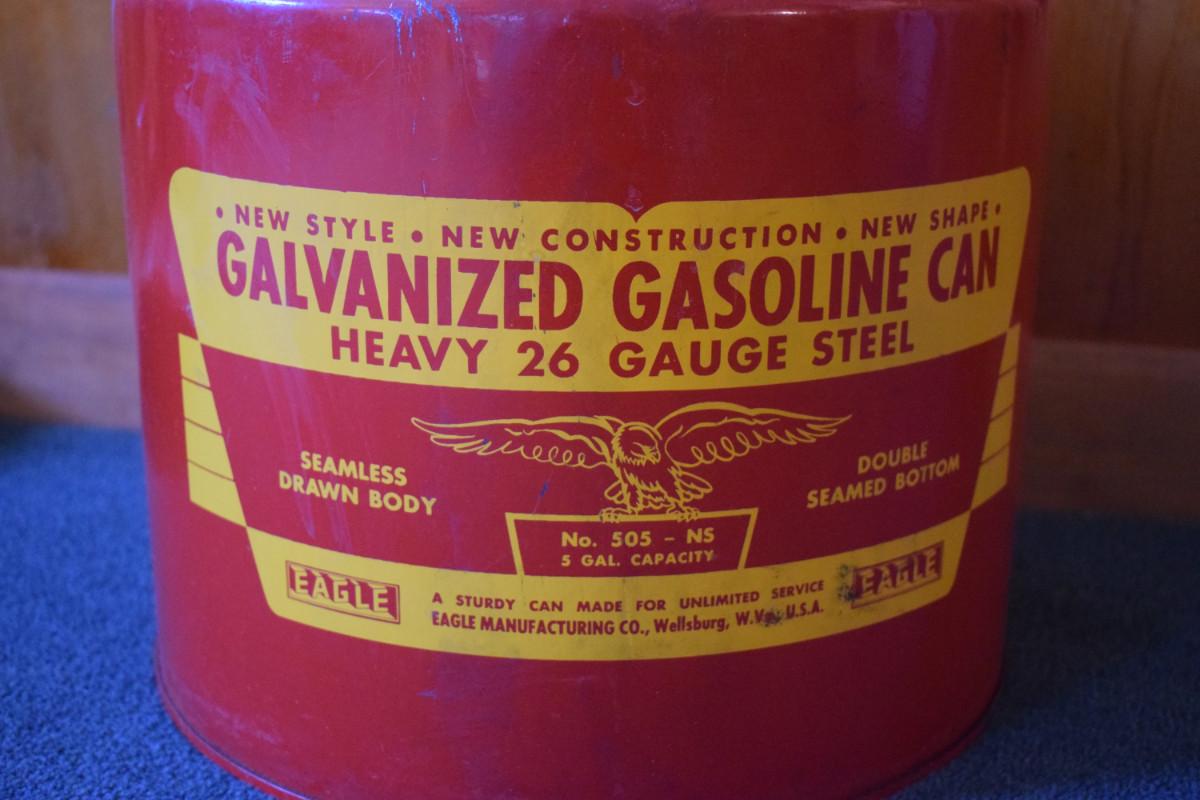 • NEW STYLE • NEW CONSTRUCTION • NEW SHAPE •
GALVANIZED GASOLINE CAN
HEAVY 26 GAUGE STEEL
SEAMLESS
DRAWN BODY
DOUBLE
SEAMED BOTTOM
No. 505 - NS
5 GAL. CAPACITY
EAGLE
A STURDY CAN MADE FOR UNLIMITED SERVICE
EAGLE MANUFACTURING CO., Wellsburg, W.Va., U.S.A.
EAGLE